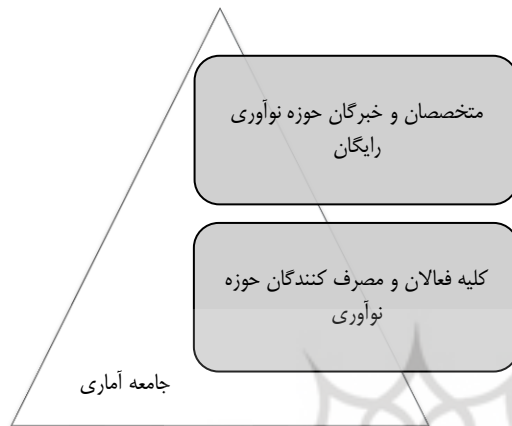 متخصصان و خبرگان حوزه نوآوری
رایگان
کلیه فعالان و مصرف کنندگان حوزه
نوآوری
جامعه آماری